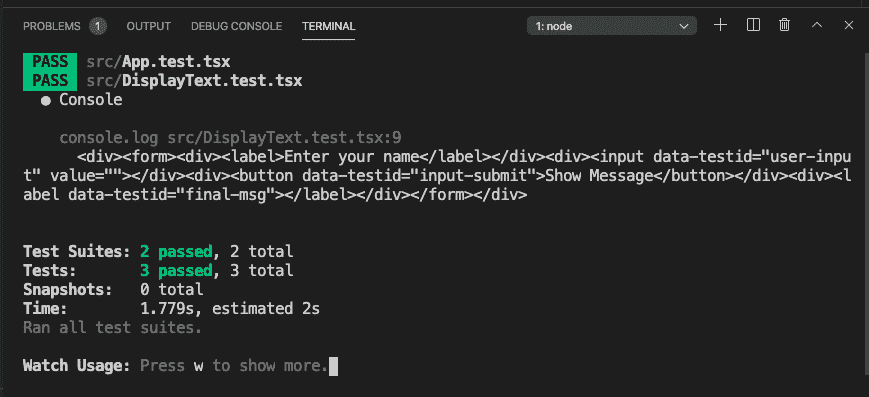 PROBLEMS 1 OUTPUT DEBUG CONSOLE TERMINAL 1: node
PASS src/App.test.tsx
PASS src/DisplayText.test.tsx
● Console
console.log src/DisplayText.test.tsx:9
<div><form><div><label>Enter your name</label></div><div><input data-testid="user-inpu
t" value=""></div><div><button data-testid="input-submit">Show Message</button></div><div><l
abel data-testid="final-msg"></label></div></form></div>
Test Suites: 2 passed, 2 total
Tests: 3 passed, 3 total
Snapshots: 0 total
Time: 1.779s, estimated 2s
Ran all test suites.
Watch Usage: Press w to show more.